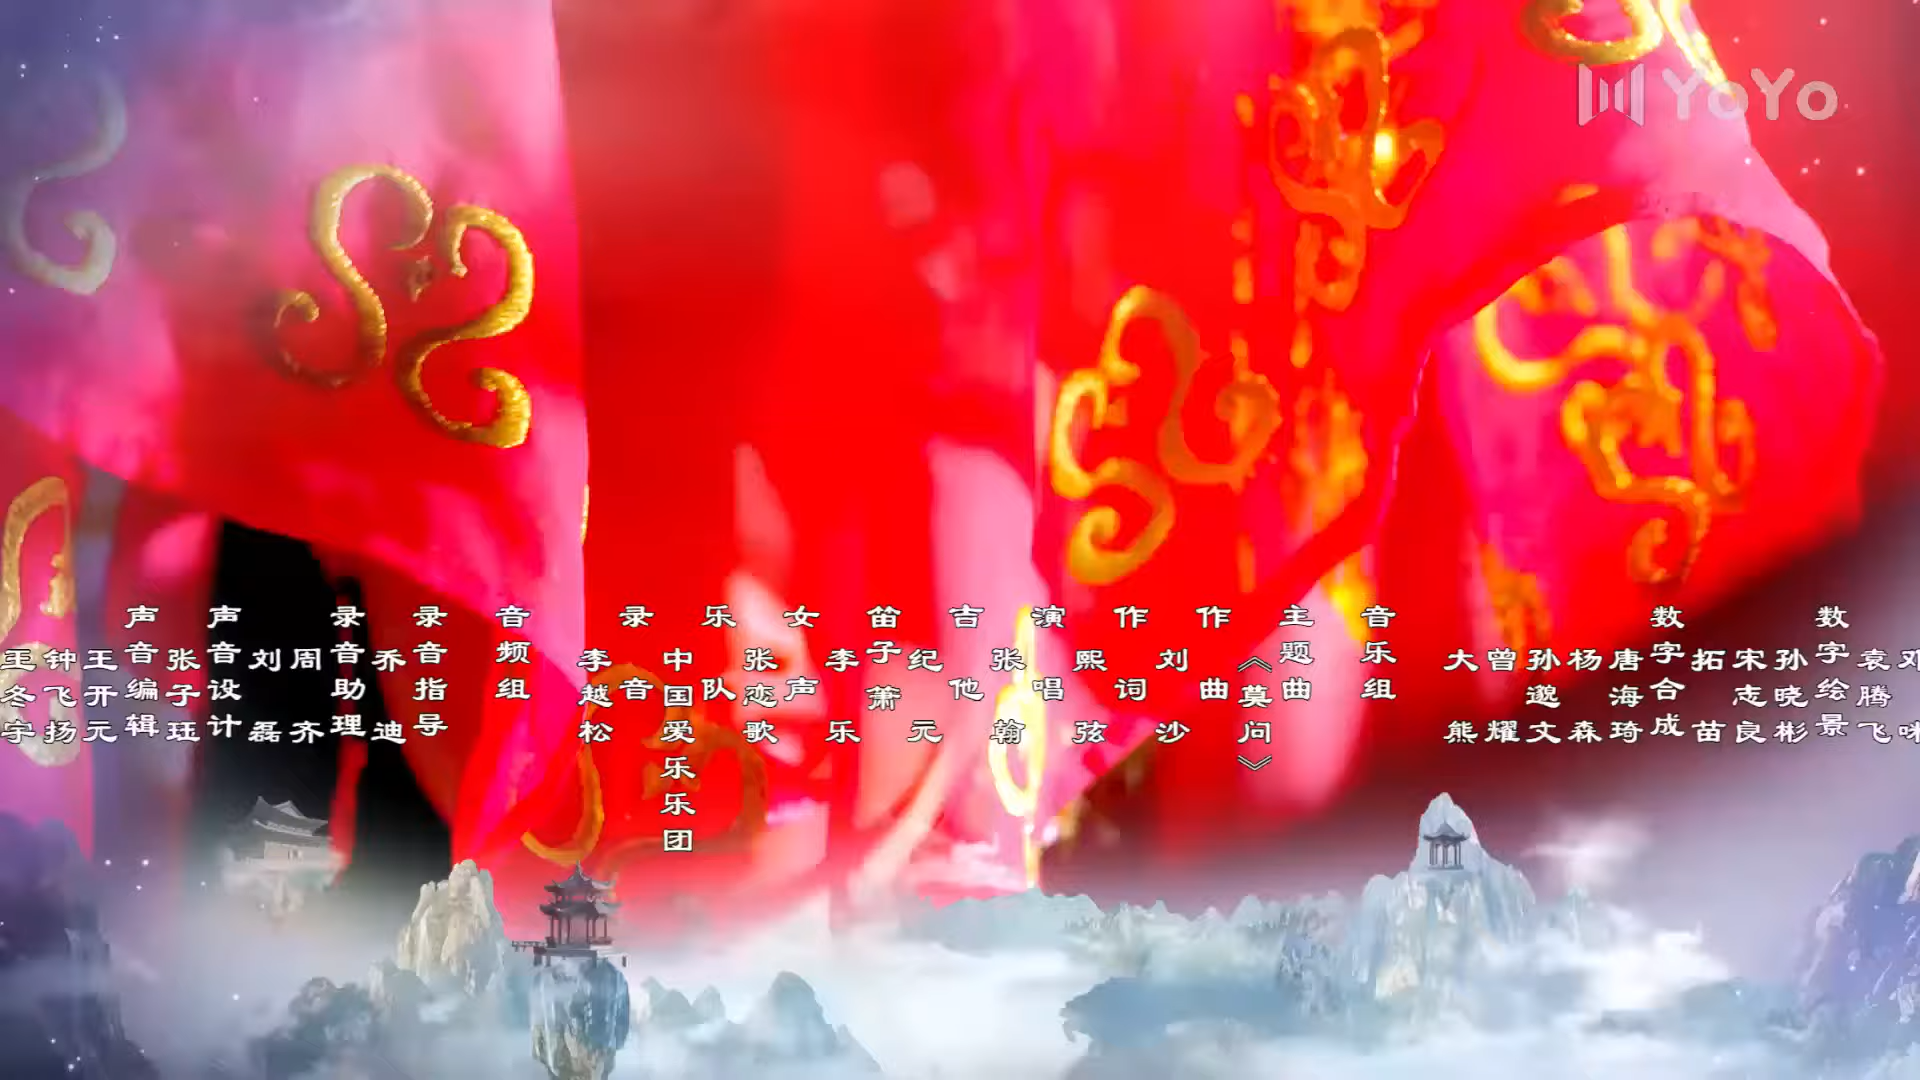 YoYo
袁腾飞
数字绘景
孙晓彬
宋志良
拓苗
数字合成
唐海琦
杨森
孙邈文
曾耀
大熊
音乐组
主题曲
《莫问》
作曲
刘沙
作词
熙弦
演唱
张翰
吉他
纪元
笛子萧
李乐
女声
张恋歌
乐队
中国爱乐乐团
录音
李越松
音频组
录音指导
乔迪
录音助理
周齐
刘磊
声音设计
张子珏
声音编辑
王开元
钟飞扬
王冬宇